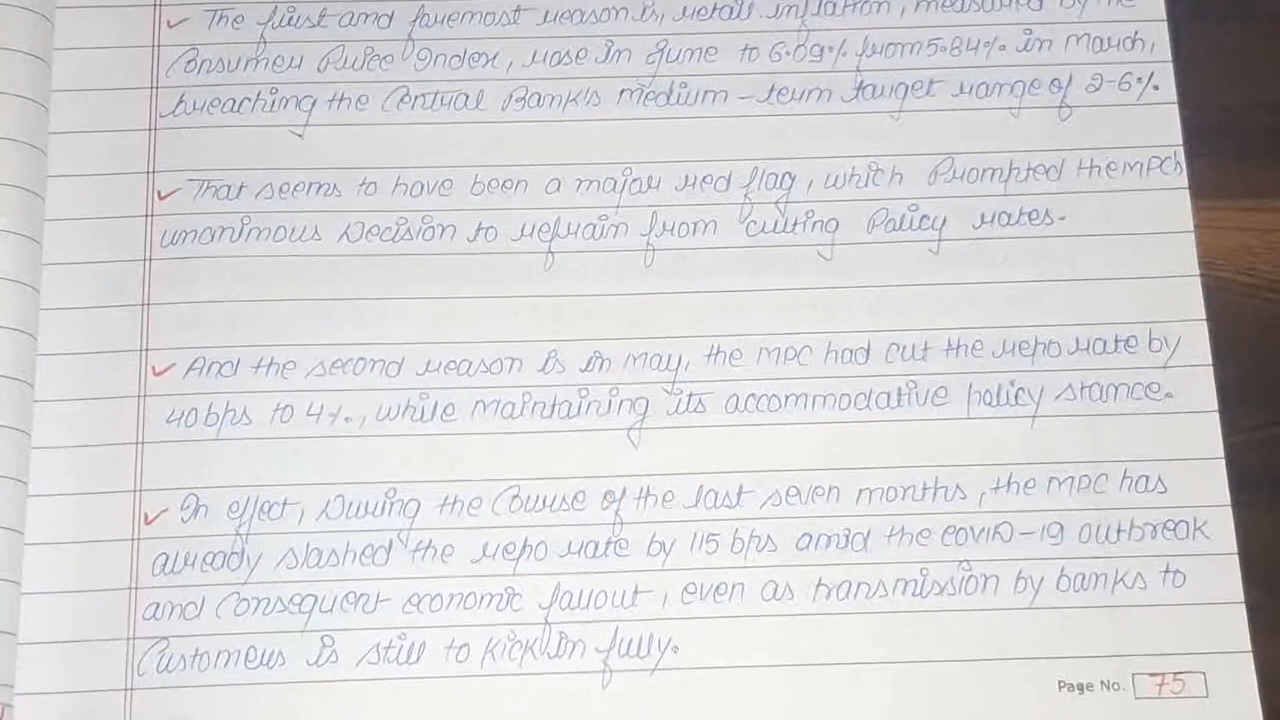 ✓ The first and foremost reason is, retail inflation, measured by the
Consumer Price Index, rose in June to 6.09% from 5.84% in march,
breaching the Central Bank's medium-term target range of 2-6%.
✓ That seems to have been a major red flag, which Prompted the MPC's
unanimous Decision to refrain from cutting Policy rates.
✓ And the second reason is in may, the MPC had cut the repo rate by
40 bps to 4%, while maintaining its accommodative policy stance.
✓ In effect, During the Course of the last seven months, the MPC has
already slashed the repo rate by 115 bps amid the COVID-19 outbreak
and Consequent economic fallout, even as transmission by banks to
Customers is still to kick in fully.
Page No. 75